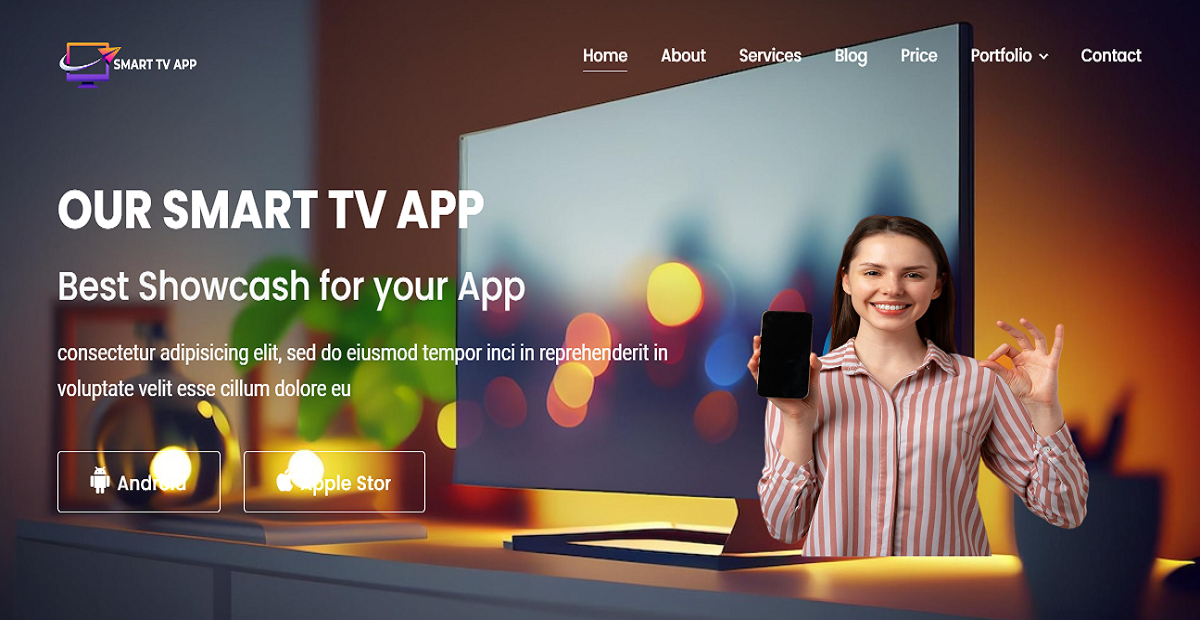 SMART TV APP
Home About Services Blog Price Portfolio Contact
OUR SMART TV APP
Best Showcash for your App
consectetur adipisicing elit, sed do eiusmod tempor inci in reprehenderit in
voluptate velit esse cillum dolore eu
Android Apple Stor